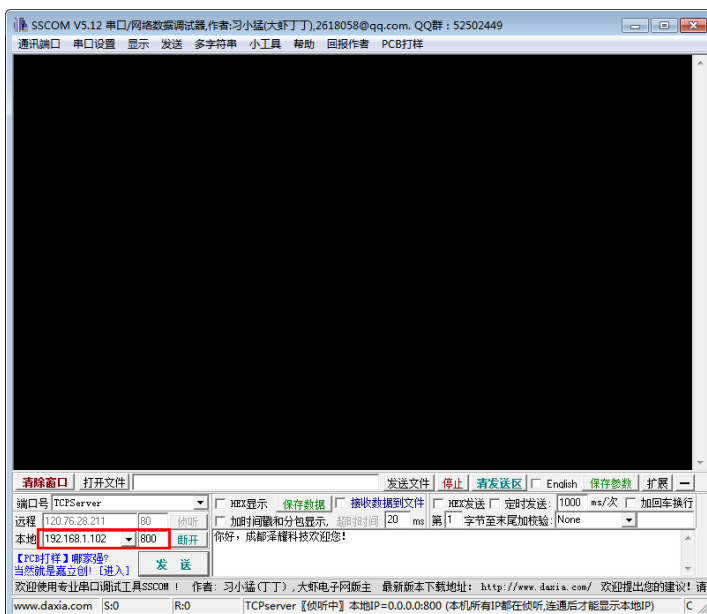 SSCOM V5.12 串口/网络数据调试器,作者:习小猛(大虾丁丁),2618058@qq.com. QQ群：52502449
通讯端口 串口设置 显示 发送 多字符串 小工具 帮助 回报作者 PCB打样
清除窗口 打开文件 发送文件 停止 清发送区 English 保存参数 扩展 —
端口号 TCPServer HEX显示 保存数据 接收数据到文件 HEX发送 定时发送: 1000 ms/次 加回车换行
远程 120.76.28.211 80 侦听 加时间戳和分包显示, 超时时间: 20 ms 第 1 字节至末尾加校验: None
本地 192.168.1.102 800 断开 你好，成都泽耀科技欢迎您!
【PCB打样】哪家强?
当然就是嘉立创! [进入] 发 送
欢迎使用专业串口调试工具SSCOM ! 作者: 习小猛(丁丁) ,大虾电子网版主 最新版本下载地址: http://www.daxia.com/ 欢迎提出您的建议! 请
www.daxia.com S:0 R:0 TCPserver〖侦听中〗本地IP=0.0.0.0:800 (本机所有IP都在侦听,连通后才能显示本地IP) C